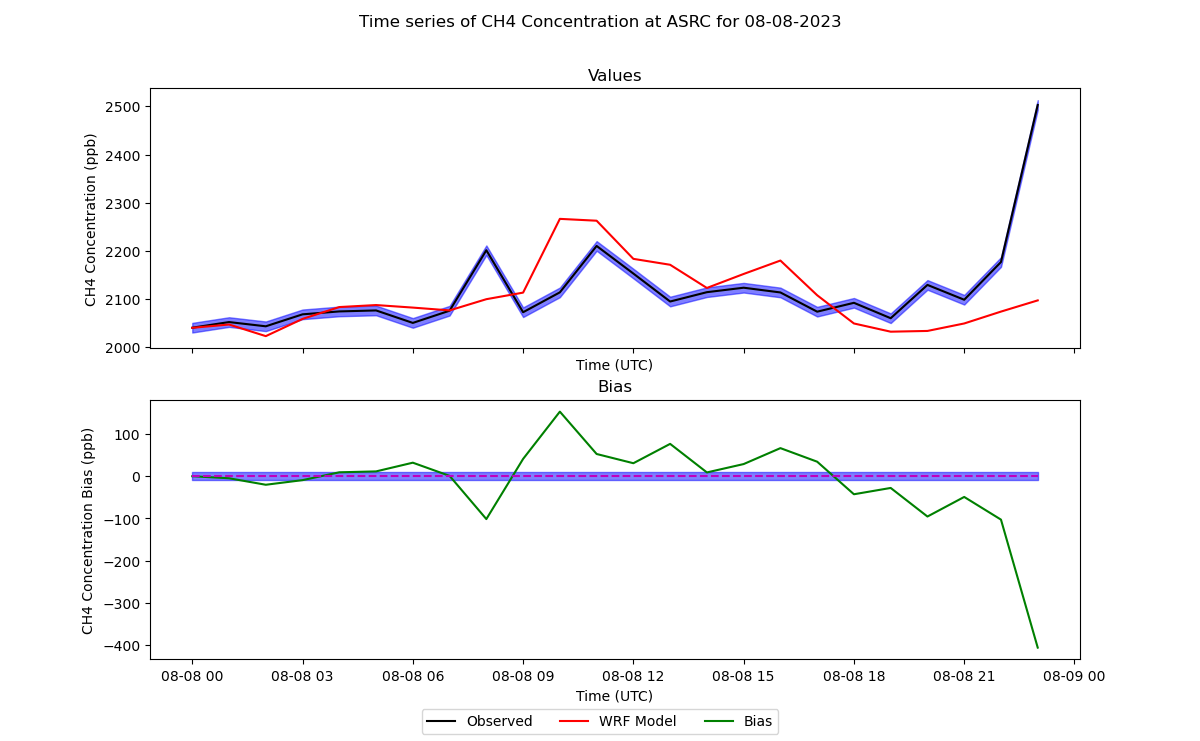 Time series of CH4 Concentration at ASRC for 08-08-2023
Values
CH4 Concentration (ppb)
2500
2400
2300
2200
2100
2000
Time (UTC)
Bias
CH4 Concentration Bias (ppb)
100
0
−100
−200
−300
−400
08-08 00 08-08 03 08-08 06 08-08 09 08-08 12 08-08 15 08-08 18 08-08 21 08-09 00
Time (UTC)
Observed WRF Model Bias